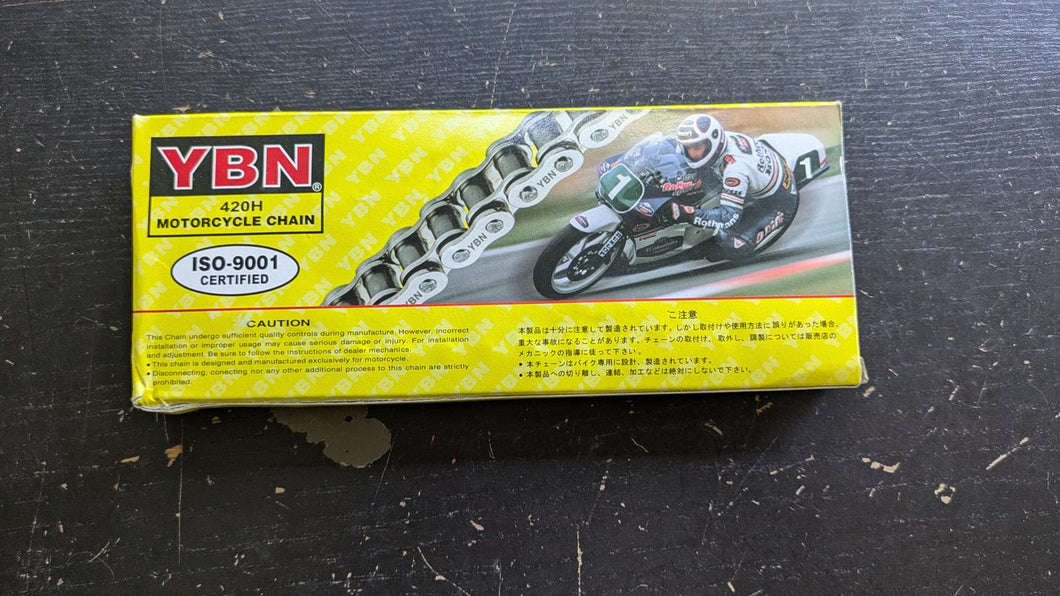 YBN®
420H
MOTORCYCLE CHAIN
ISO-9001
CERTIFIED
YBN
YBN
YBN
YBN
1
1
Rothmans
CAUTION
This Chain undergo sufficient quality controls during manufacture. However, incorrect
installation or improper usage may cause serious damage or injury. For installation
and adjustment. Be sure to follow the instructions of dealer mechanics.
● This chain is designed and manufactured exclusively for motorcycle.
● Disconnecting, conecting nor any other additional process to this chain are strictly
prohibited.
ご注意
本製品は十分に注意して製造されています。しかし取付けや使用方法に誤りがあった場合、
重大な事故になることがあります。チェーンの取付け、取外し、調製については販売店の
メカニックの指導に従って下さい。
● 本チェーンはバイク専用に設計、製造されています。
● 本製品への切り離し、連結、加工などは絶対にしないで下さい。